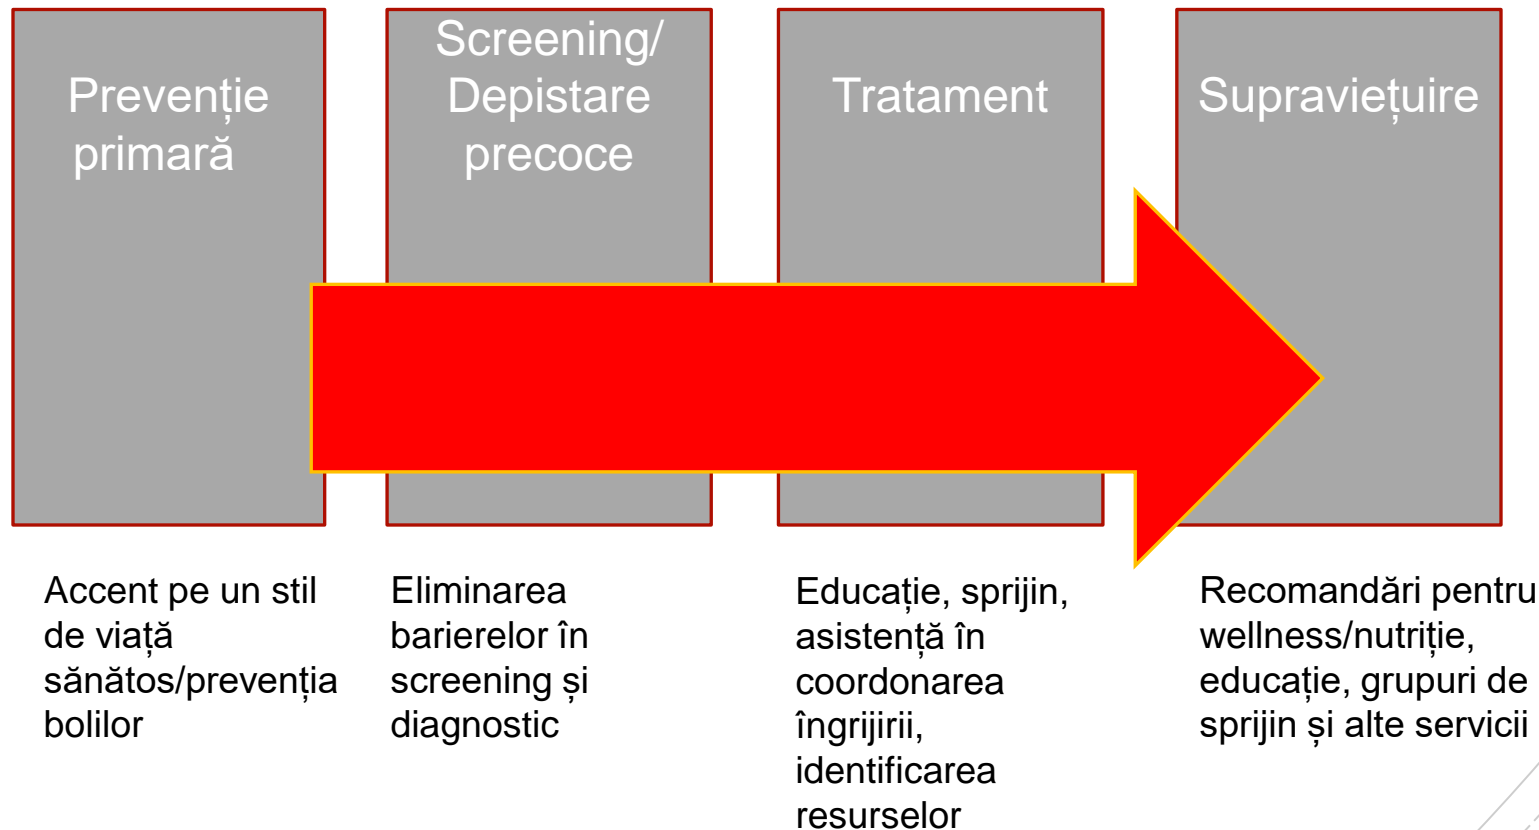 Prevenție
primară
Screening/
Depistare
precoce
Tratament
Supraviețuire
Accent pe un stil
de viață
sănătos/prevenția
bolilor
Eliminarea
barierelor în
screening și
diagnostic
Educație, sprijin,
asistență în
coordonarea
îngrijirii,
identificarea
resurselor
Recomandări pentru
wellness/nutriție,
educație, grupuri de
sprijin și alte servicii